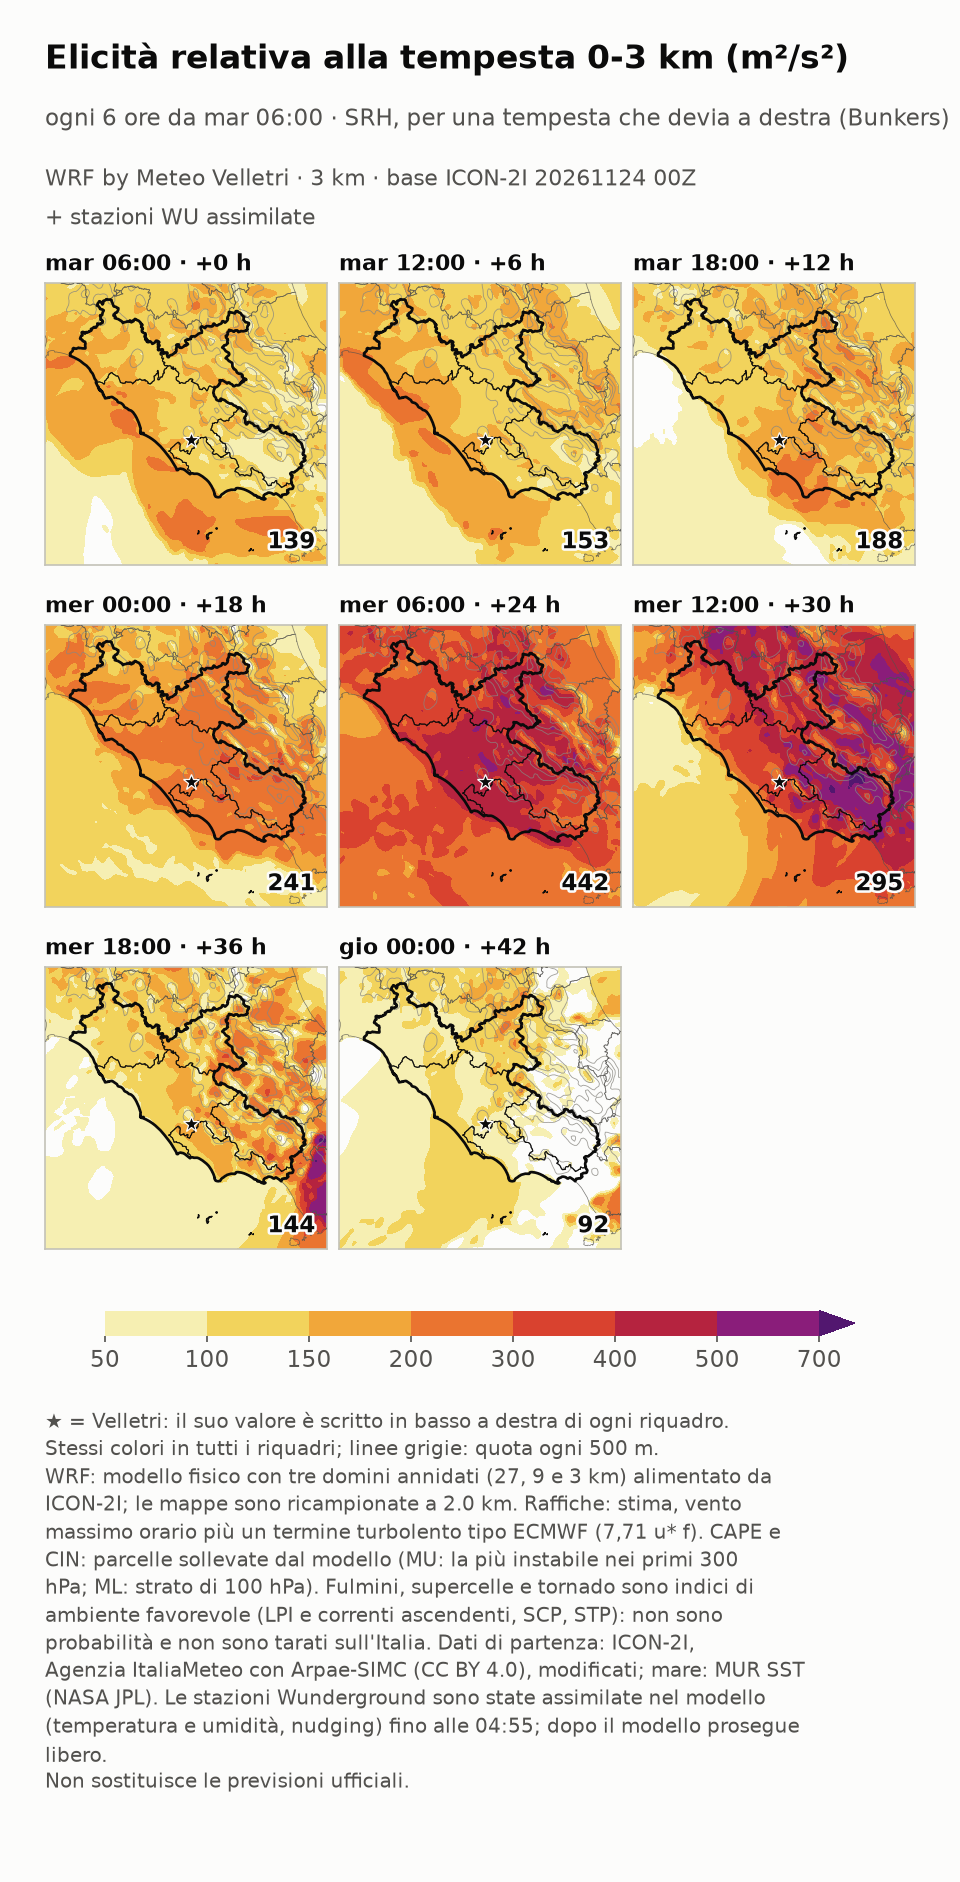 Elicità relativa alla tempesta 0-3 km (m²/s²)
ogni 6 ore da mar 06:00 · SRH, per una tempesta che devia a destra (Bunkers)
WRF by Meteo Velletri · 3 km · base ICON-2I 20261124 00Z
+ stazioni WU assimilate
mar 06:00 · +0 h
mar 12:00 · +6 h
mar 18:00 · +12 h
139
153
188
mer 00:00 · +18 h
mer 06:00 · +24 h
mer 12:00 · +30 h
241
442
295
mer 18:00 · +36 h
gio 00:00 · +42 h
144
92
50 100 150 200 300 400 500 700
★ = Velletri: il suo valore è scritto in basso a destra di ogni riquadro.
Stessi colori in tutti i riquadri; linee grigie: quota ogni 500 m.
WRF: modello fisico con tre domini annidati (27, 9 e 3 km) alimentato da
ICON-2I; le mappe sono ricampionate a 2.0 km. Raffiche: stima, vento
massimo orario più un termine turbolento tipo ECMWF (7,71 u* f). CAPE e
CIN: parcelle sollevate dal modello (MU: la più instabile nei primi 300
hPa; ML: strato di 100 hPa). Fulmini, supercelle e tornado sono indici di
ambiente favorevole (LPI e correnti ascendenti, SCP, STP): non sono
probabilità e non sono tarati sull'Italia. Dati di partenza: ICON-2I,
Agenzia ItaliaMeteo con Arpae-SIMC (CC BY 4.0), modificati; mare: MUR SST
(NASA JPL). Le stazioni Wunderground sono state assimilate nel modello
(temperatura e umidità, nudging) fino alle 04:55; dopo il modello prosegue
libero.
Non sostituisce le previsioni ufficiali.